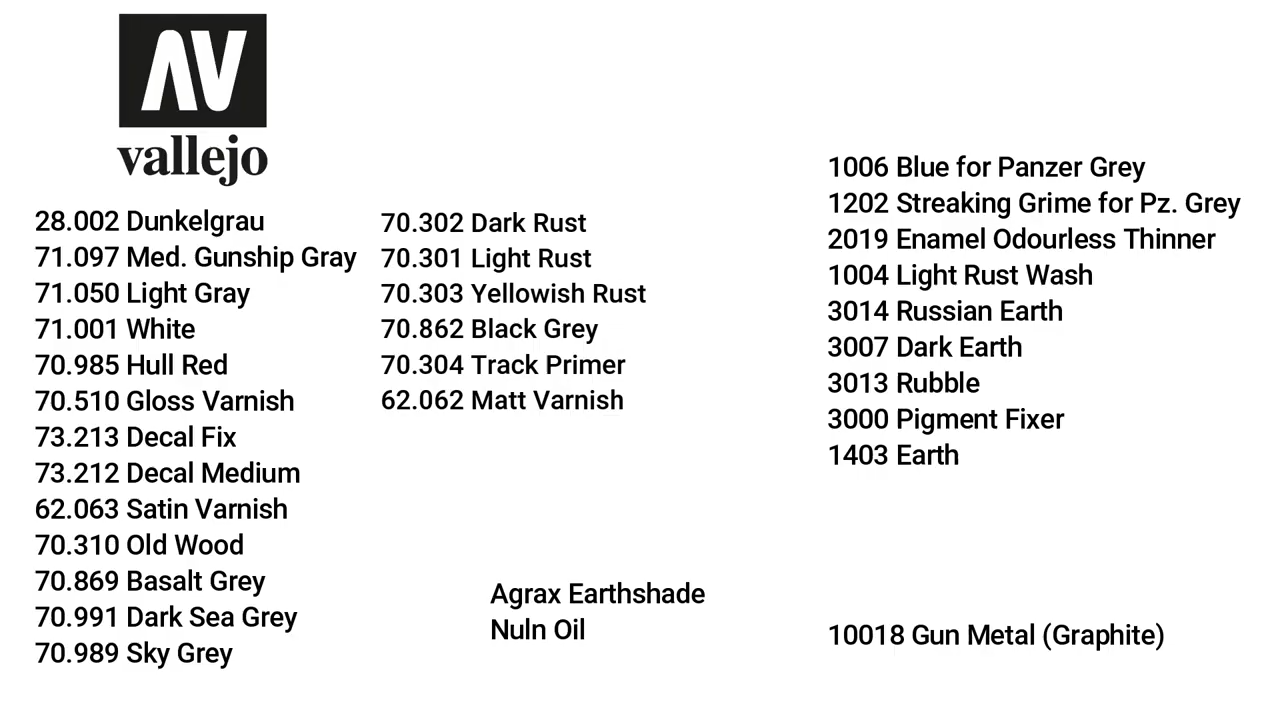 AV
vallejo
28.002 Dunkelgrau
71.097 Med. Gunship Gray
71.050 Light Gray
71.001 White
70.985 Hull Red
70.510 Gloss Varnish
73.213 Decal Fix
73.212 Decal Medium
62.063 Satin Varnish
70.310 Old Wood
70.869 Basalt Grey
70.991 Dark Sea Grey
70.989 Sky Grey
70.302 Dark Rust
70.301 Light Rust
70.303 Yellowish Rust
70.862 Black Grey
70.304 Track Primer
62.062 Matt Varnish
Agrax Earthshade
Nuln Oil
1006 Blue for Panzer Grey
1202 Streaking Grime for Pz. Grey
2019 Enamel Odourless Thinner
1004 Light Rust Wash
3014 Russian Earth
3007 Dark Earth
3013 Rubble
3000 Pigment Fixer
1403 Earth
10018 Gun Metal (Graphite)